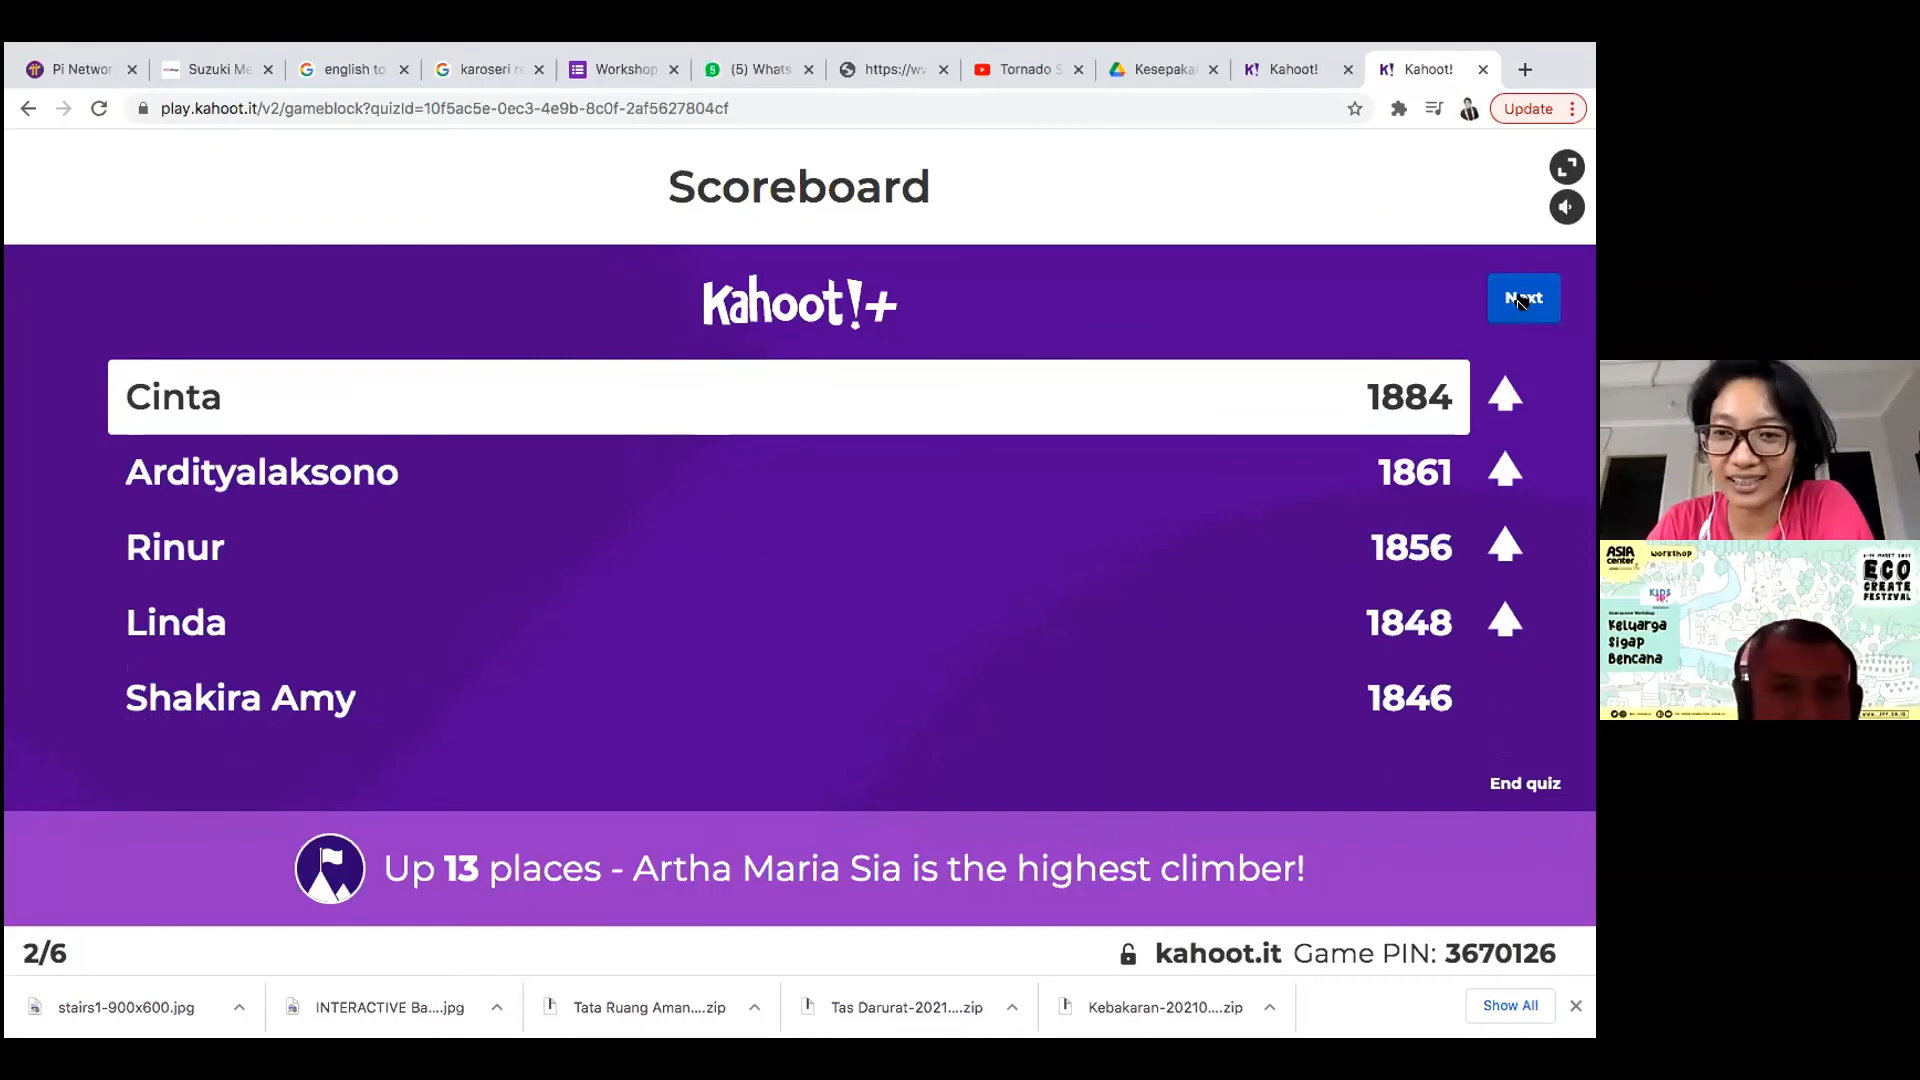 Pi Networ
Suzuki Me
english to
karoseri r
Workshop
(5) Whats
https://w
Tornado S
Kesepaka
Kahoot!
Kahoot!
play.kahoot.it/v2/gameblock?quizId=10f5ac5e-0ec3-4e9b-8c0f-2af5627804cf
Update
Scoreboard
Kahoot!+
Next
Cinta 1884
Ardityalaksono 1861
Rinur 1856
Linda 1848
Shakira Amy 1846
End quiz
Up 13 places - Artha Maria Sia is the highest climber!
2/6
kahoot.it Game PIN: 3670126
stairs1-900x600.jpg
INTERACTIVE Ba....jpg
Tata Ruang Aman....zip
Tas Darurat-2021....zip
Kebakaran-20210....zip
Show All
ASIA
center
workshop
ECO
CREATE
FESTIVAL
KIDS
Interactive Workshop
Keluarga
Sigap
Bencana